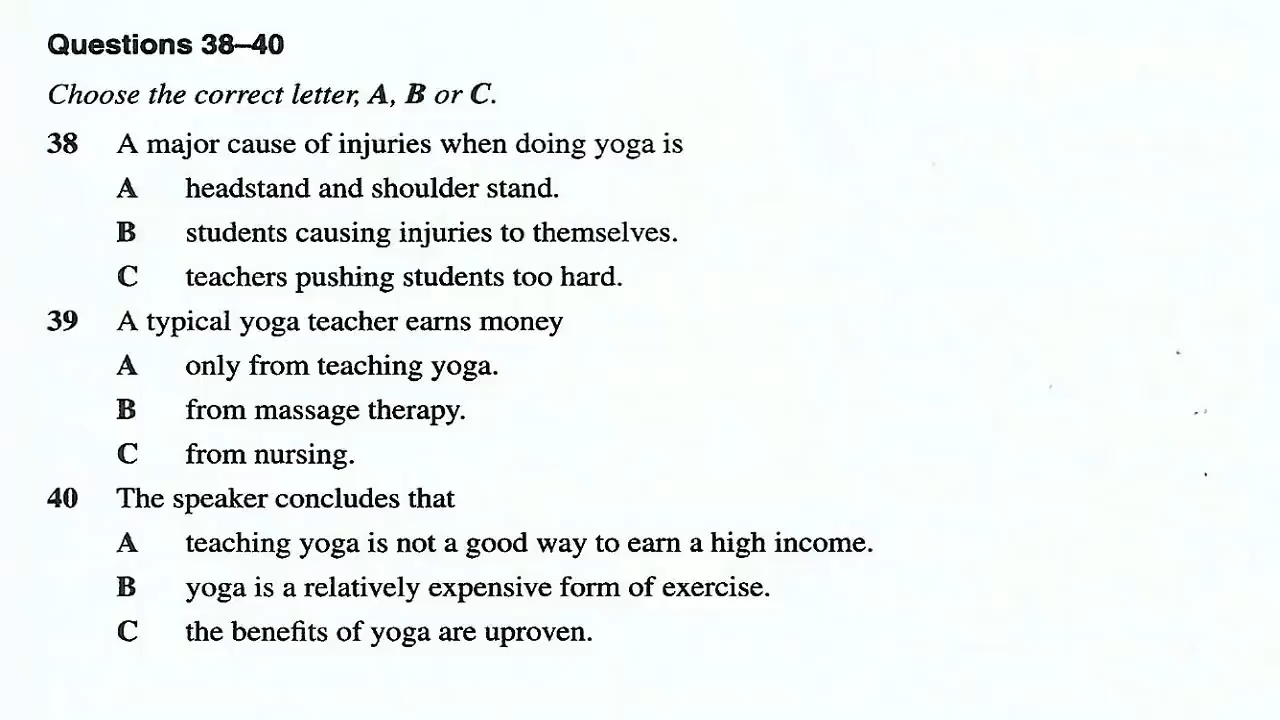 Questions 38–40
Choose the correct letter, A, B or C.
38 A major cause of injuries when doing yoga is
A headstand and shoulder stand.
B students causing injuries to themselves.
C teachers pushing students too hard.
39 A typical yoga teacher earns money
A only from teaching yoga.
B from massage therapy.
C from nursing.
40 The speaker concludes that
A teaching yoga is not a good way to earn a high income.
B yoga is a relatively expensive form of exercise.
C the benefits of yoga are uproven.